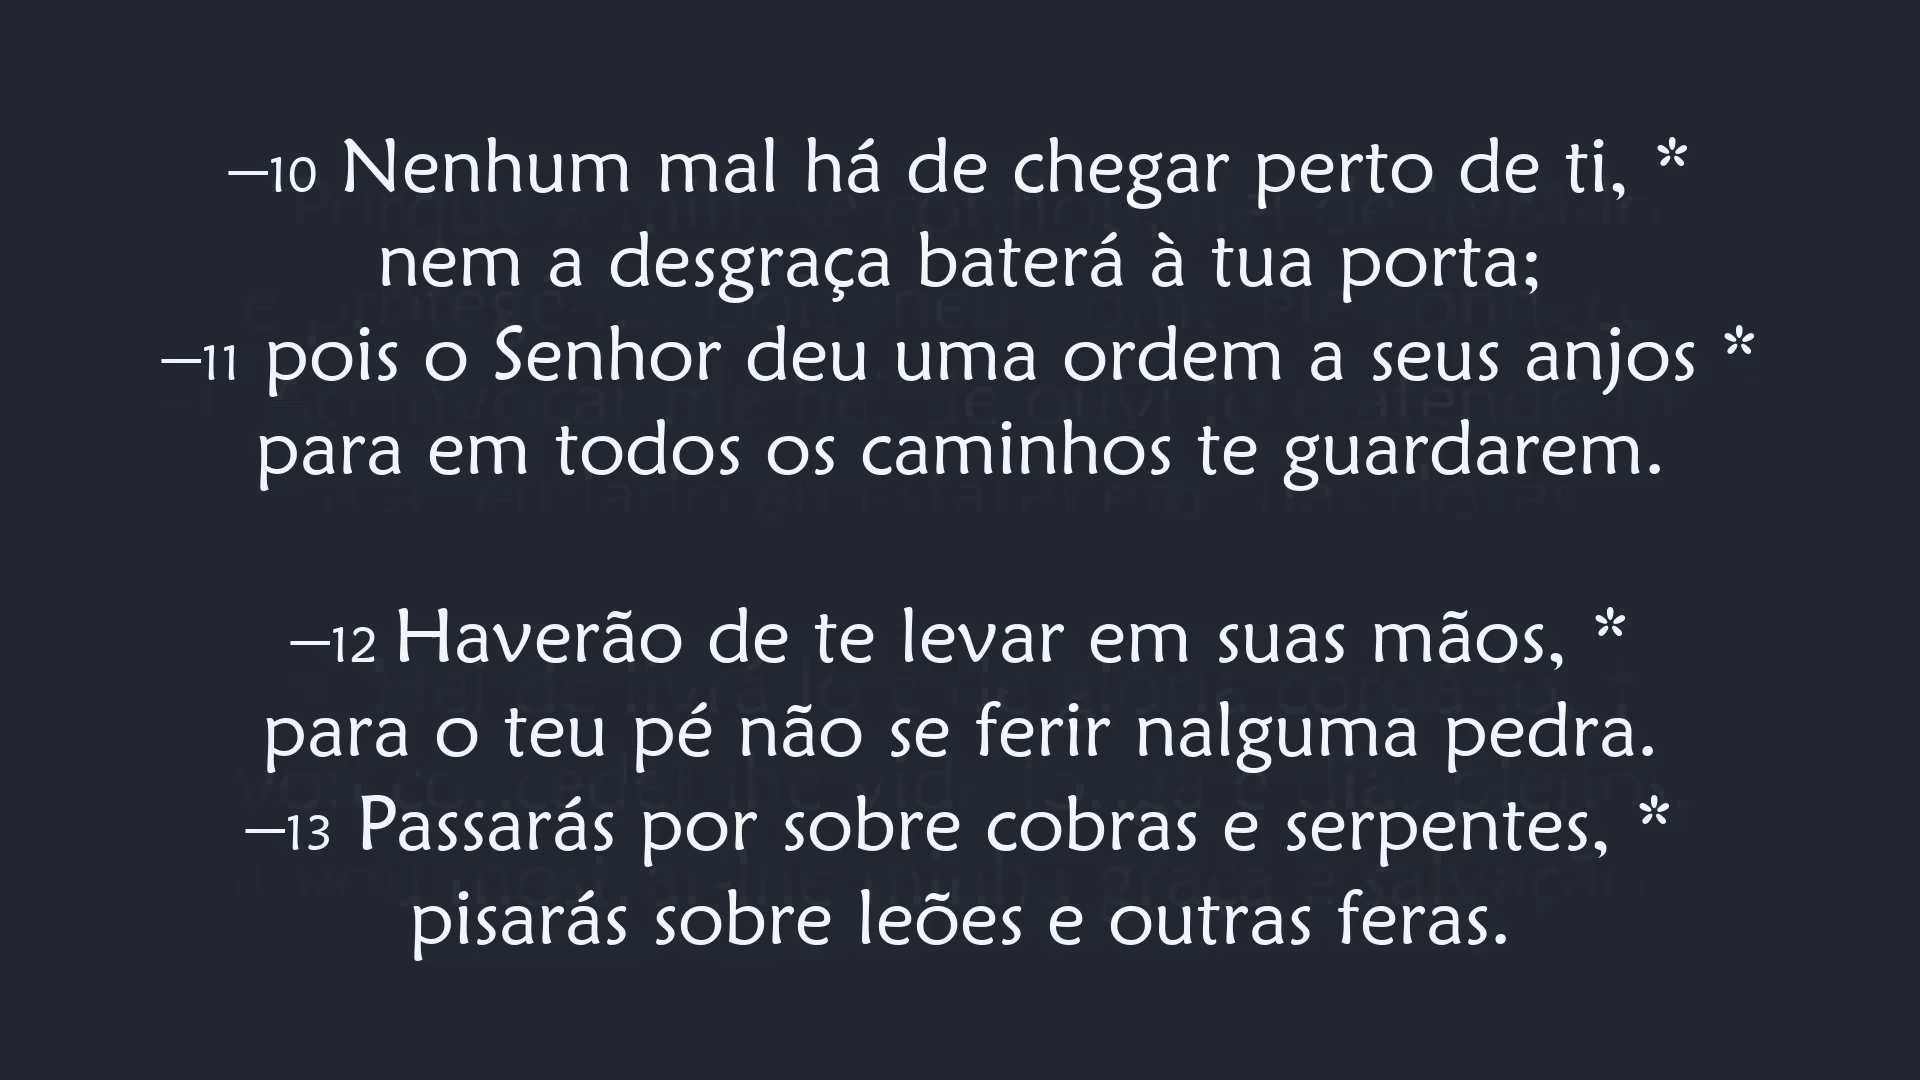 –10 Nenhum mal há de chegar perto de ti, *
nem a desgraça baterá à tua porta;
–11 pois o Senhor deu uma ordem a seus anjos *
para em todos os caminhos te guardarem.
–12 Haverão de te levar em suas mãos, *
para o teu pé não se ferir nalguma pedra.
–13 Passarás por sobre cobras e serpentes, *
pisarás sobre leões e outras feras.